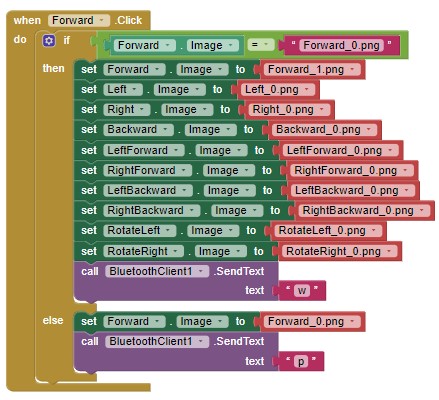 when Forward .Click
do if Forward . Image = " Forward_0.png "
then set Forward . Image to Forward_1.png
set Left . Image to Left_0.png
set Right . Image to Right_0.png
set Backward . Image to Backward_0.png
set LeftForward . Image to LeftForward_0.png
set RightForward . Image to RightForward_0.png
set LeftBackward . Image to LeftBackward_0.png
set RightBackward . Image to RightBackward_0.png
set RotateLeft . Image to RotateLeft_0.png
set RotateRight . Image to RotateRight_0.png
call BluetoothClient1 .SendText
text " w "
else set Forward . Image to Forward_0.png
call BluetoothClient1 .SendText
text " p "